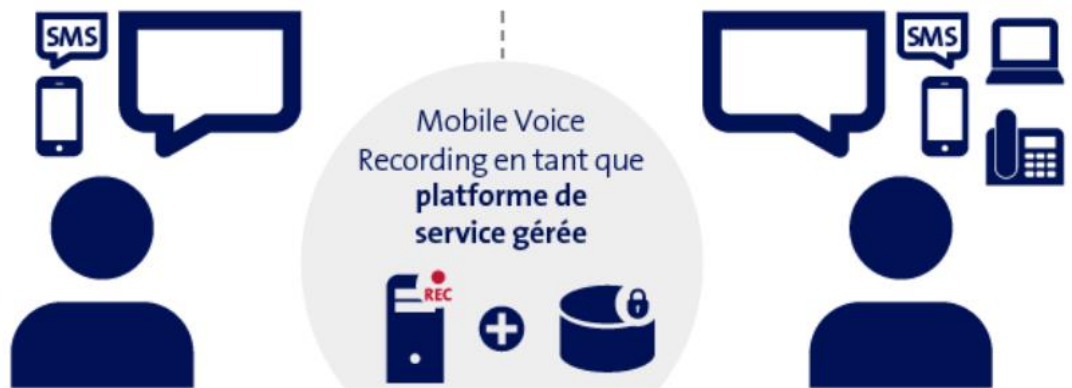 SMS
SMS
Mobile Voice
Recording en tant que
platforme de
service gérée
REC